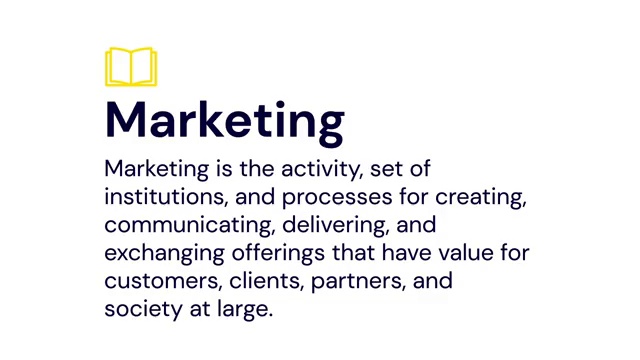 Marketing
Marketing is the activity, set of
institutions, and processes for creating,
communicating, delivering, and
exchanging offerings that have value for
customers, clients, partners, and
society at large.